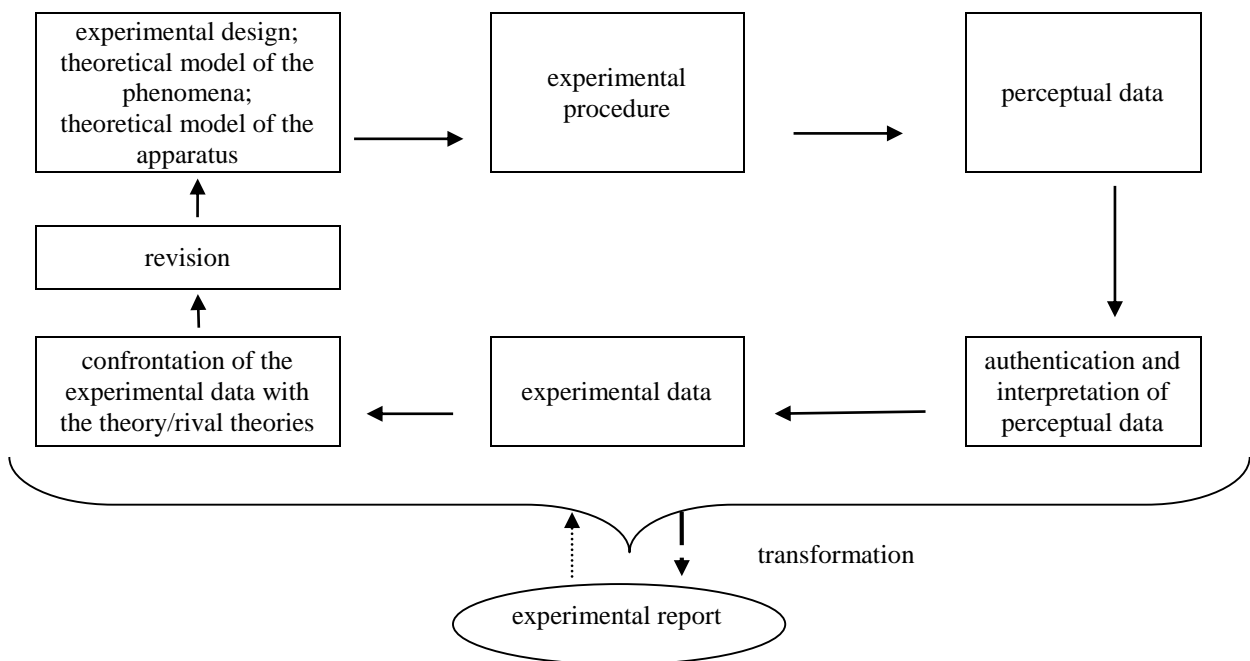 experimental design;
theoretical model of the
phenomena;
theoretical model of the
apparatus
experimental
procedure
perceptual data
revision
confrontation of the
experimental data with
the theory/rival theories
experimental data
authentication and
interpretation of
perceptual data
transformation
experimental report